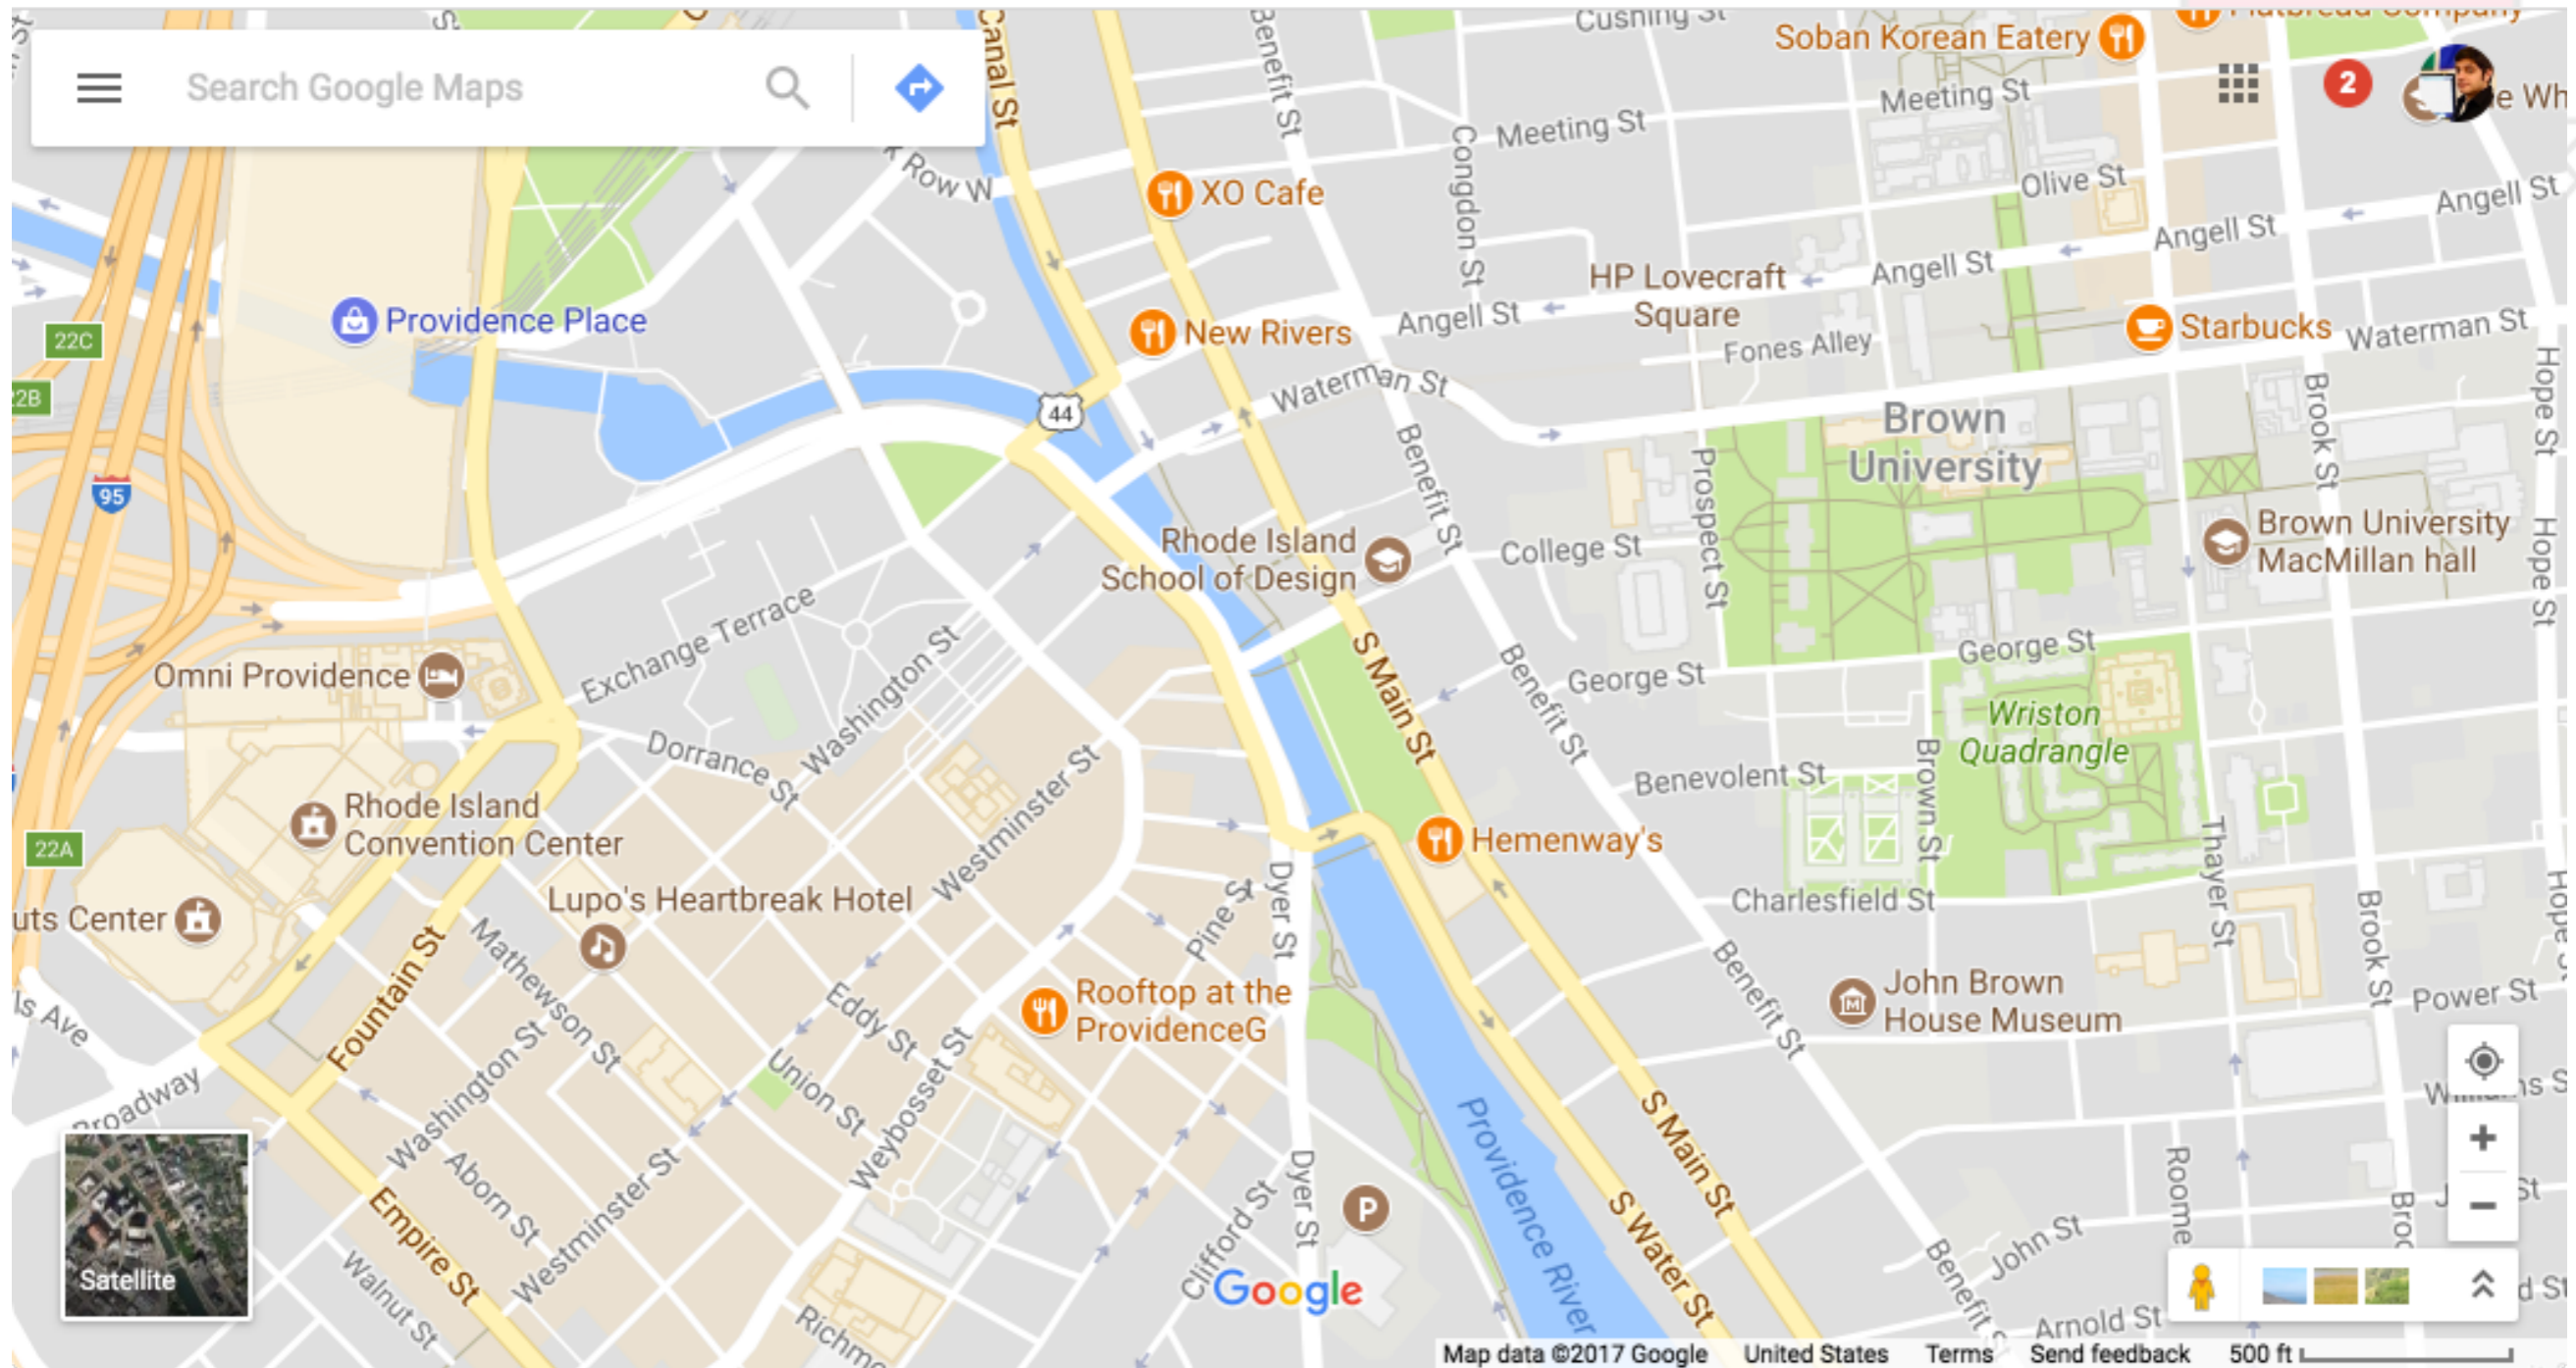 Search Google Maps
Canal St
Benefit St
Cushing St
Soban Korean Eatery
Flatbread Company
2
Meeting St
Meeting St
Congdon St
Row W
XO Cafe
Olive St
Angell St
Angell St
Angell St
Angell St
HP Lovecraft
Square
Providence Place
New Rivers
Fones Alley
Starbucks
Waterman St
Waterman St
22C
22B
44
95
Brown
University
Brook St
Hope St
Hope St
Benefit St
Prospect St
Rhode Island
School of Design
College St
Brown University
MacMillan hall
Exchange Terrace
Washington St
Omni Providence
S Main St
Benefit St
George St
George St
Wriston
Quadrangle
Dorrance St
Westminster St
Benevolent St
Brown St
Rhode Island
Convention Center
22A
Hemenway's
Thayer St
Lupo's Heartbreak Hotel
Pine St
Dyer St
Charlesfield St
uts Center
Fountain St
Mathewson St
Eddy St
Rooftop at the
ProvidenceG
Benefit St
John Brown
House Museum
Brook St
Power St
Hope S
ls Ave
Broadway
Washington St
Union St
Weybosset St
Providence River
S Main St
Aborn St
Westminster St
Empire St
Walnut St
Clifford St
Dyer St
P
S Water St
Roome
John St
Benefit S
Arnold St
Richmo
Satellite
Google
Map data ©2017 Google United States Terms Send feedback 500 ft